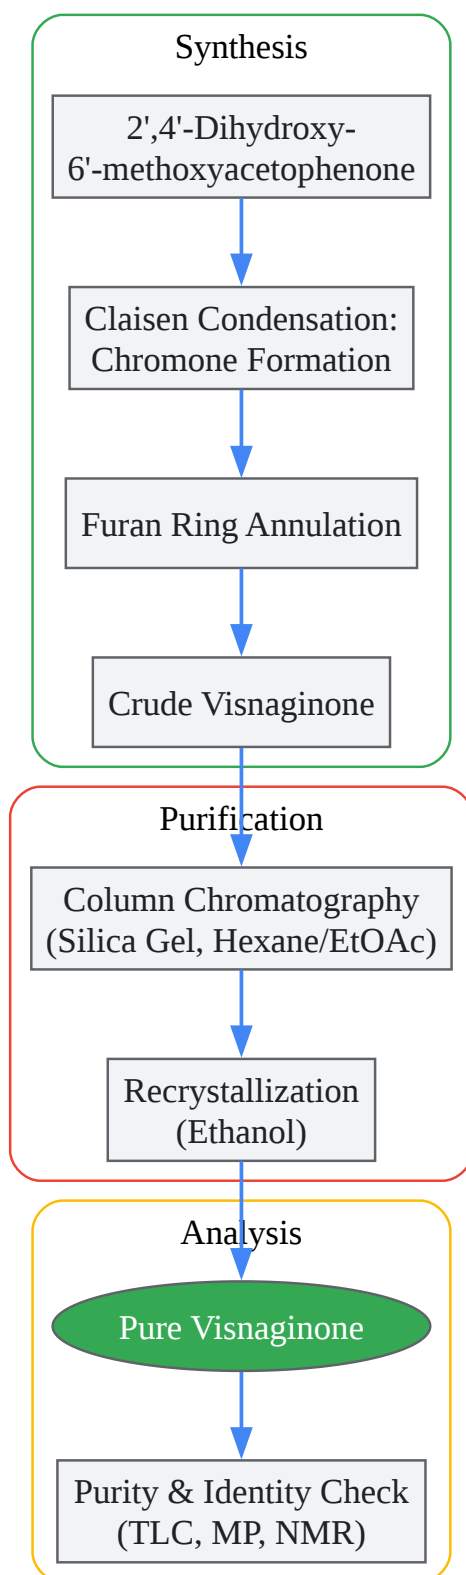 Synthesis
2',4'-Dihydroxy-
6'-methoxyacetophenone
Claisen Condensation:
Chromone Formation
Furan Ring Annulation
Crude Visnaginone
Purification
Column Chromatography
(Silica Gel, Hexane/EtOAc)
Recrystallization
(Ethanol)
Analysis
Pure Visnaginone
Purity & Identity Check
(TLC, MP, NMR)